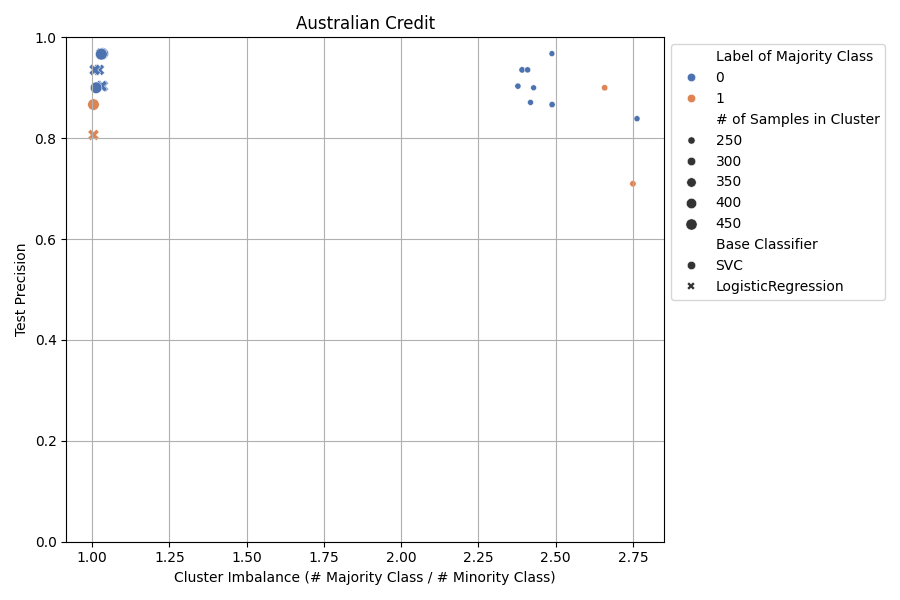 Australian Credit
Test Precision
1.0
0.8
0.6
0.4
0.2
0.0
1.00 1.25 1.50 1.75 2.00 2.25 2.50 2.75
Cluster Imbalance (# Majority Class / # Minority Class)
Label of Majority Class
0
1
# of Samples in Cluster
250
300
350
400
450
Base Classifier
SVC
LogisticRegression